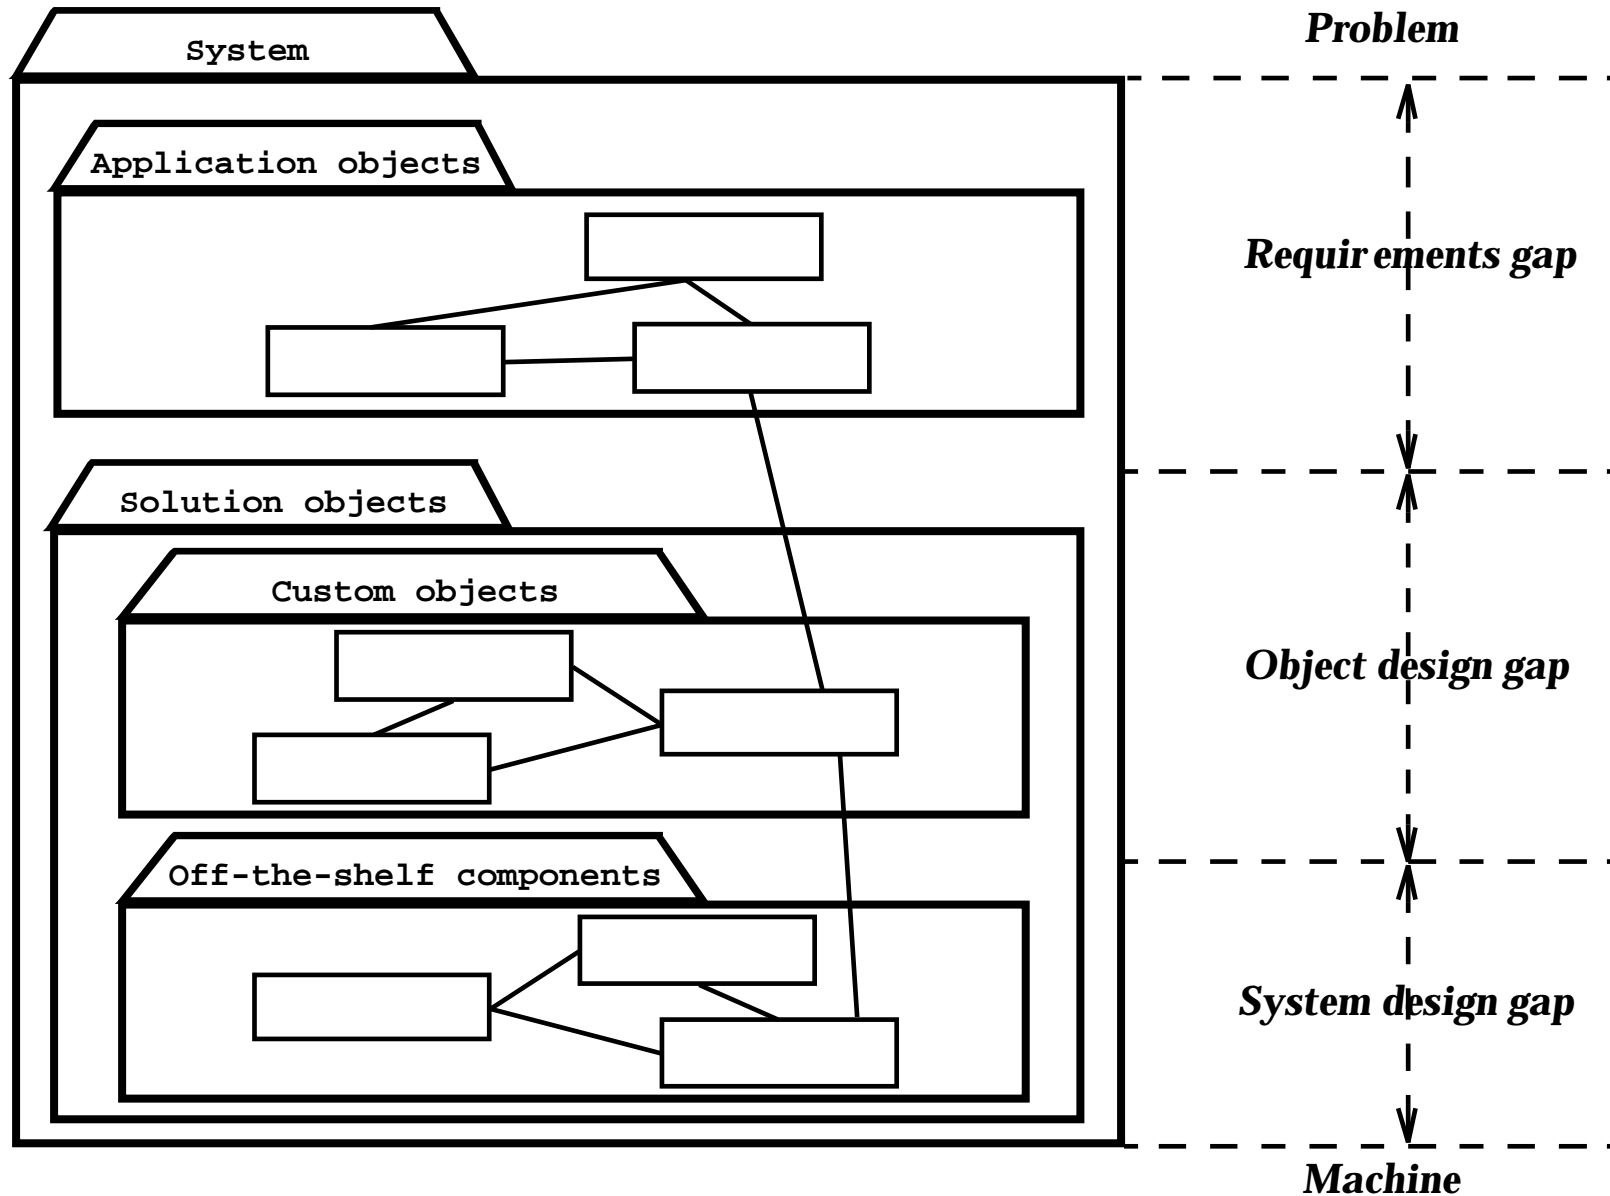 System
Problem
Application objects
Requirements gap
Solution objects
Custom objects
Object design gap
Off-the-shelf components
System design gap
Machine